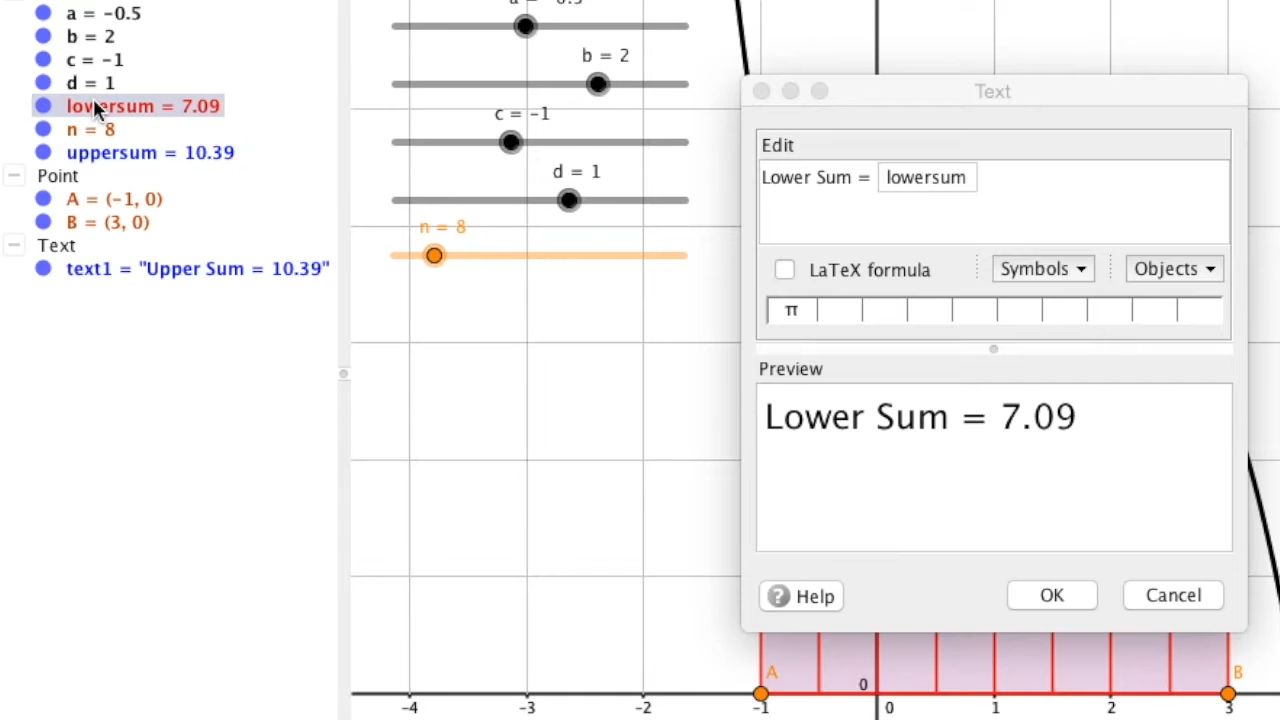 a = -0.5
b = 2
c = -1
d = 1
lowersum = 7.09
n = 8
uppersum = 10.39
Point
A = (-1, 0)
B = (3, 0)
Text
text1 = "Upper Sum = 10.39"
b = 2
c = -1
d = 1
n = 8
Text
Edit
Lower Sum = lowersum
LaTeX formula
Symbols
Objects
π
Preview
Lower Sum = 7.09
? Help
OK
Cancel
A
B
0
-4 -3 -2 -1 0 1 2 3